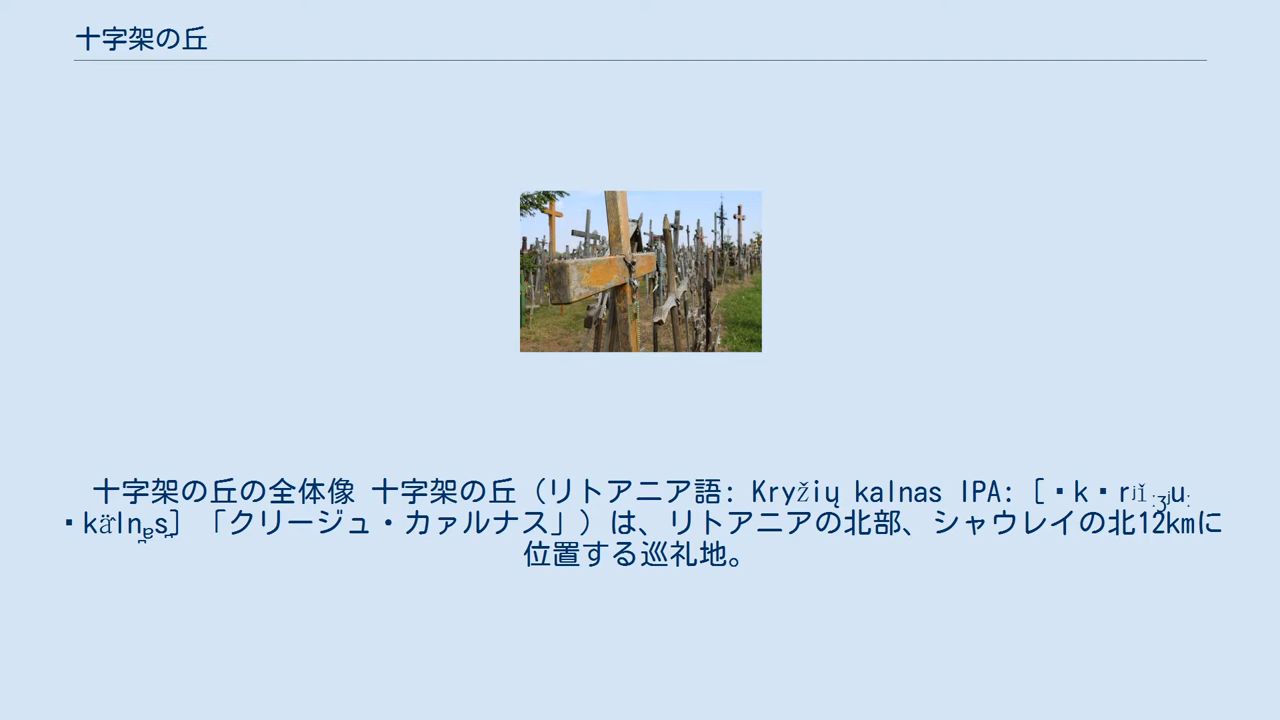 十字架の丘
十字架の丘の全体像 十字架の丘（リトアニア語: Kryžių kalnas IPA: [
kälˠn̪ɐs̪] 「クリージュ・カァルナス」）は、リトアニアの北部、シャウレイの北12kmに
位置する巡礼地。